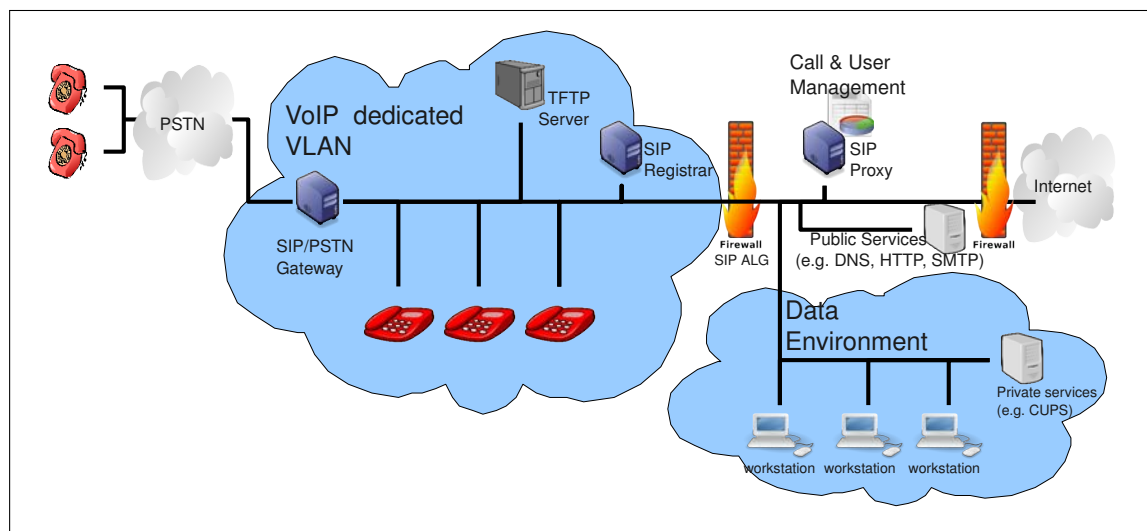 PSTN
VoIP dedicated
VLAN
TFTP
Server
SIP
Registrar
SIP/PSTN
Gateway
Call & User
Management
SIP
Proxy
Firewall
SIP ALG
Public Services
(e.g. DNS, HTTP, SMTP)
Firewall
Internet
Data
Environment
Private services
(e.g. CUPS)
workstation
workstation
workstation